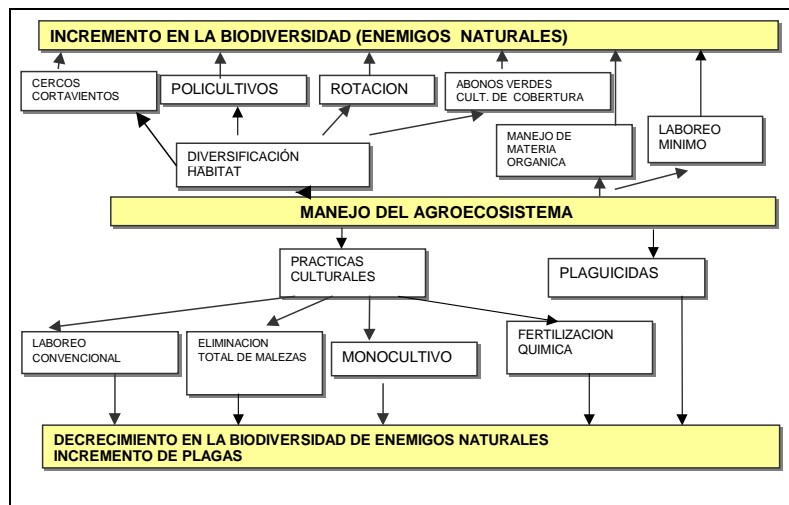 INCREMENTO EN LA BIODIVERSIDAD (ENEMIGOS NATURALES)
CERCOS
CORTAVIENTOS
POLICULTIVOS
ROTACION
ABONOS VERDES
CULT. DE COBERTURA
MANEJO DE
MATERIA
ORGANICA
LABOREO
MINIMO
DIVERSIFICACIÓN
HÄBITAT
MANEJO DEL AGROECOSISTEMA
PRACTICAS
CULTURALES
PLAGUICIDAS
LABOREO
CONVENCIONAL
ELIMINACION
TOTAL DE MALEZAS
MONOCULTIVO
FERTILIZACION
QUIMICA
DECRECIMIENTO EN LA BIODIVERSIDAD DE ENEMIGOS NATURALES
INCREMENTO DE PLAGAS